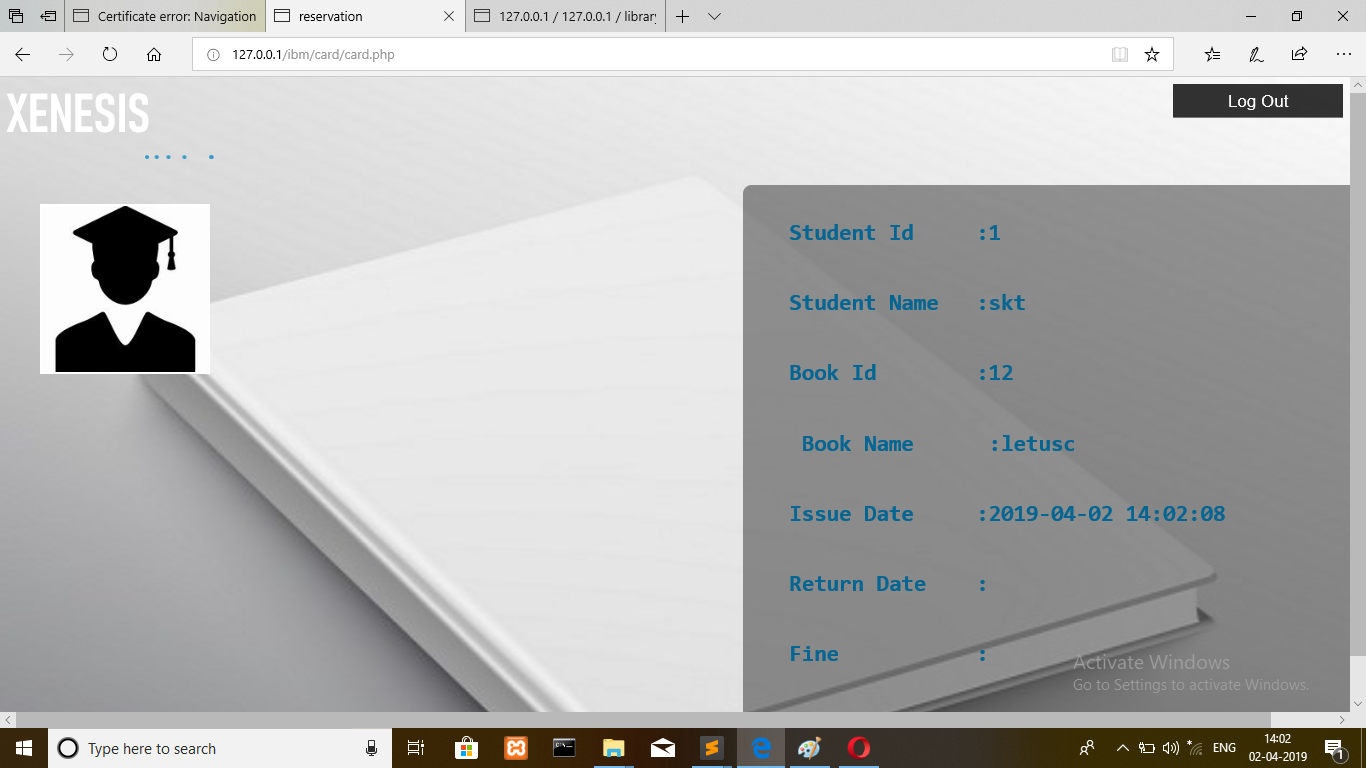 Certificate error: Navigation
reservation
127.0.0.1 / 127.0.0.1 / library
127.0.0.1/ibm/card/card.php
XENESIS
Log Out
Student Id :1
Student Name :skt
Book Id :12
Book Name :letusc
Issue Date :2019-04-02 14:02:08
Return Date :
Fine :
Activate Windows
Go to Settings to activate Windows.
Type here to search
ENG
14:02
02-04-2019
1